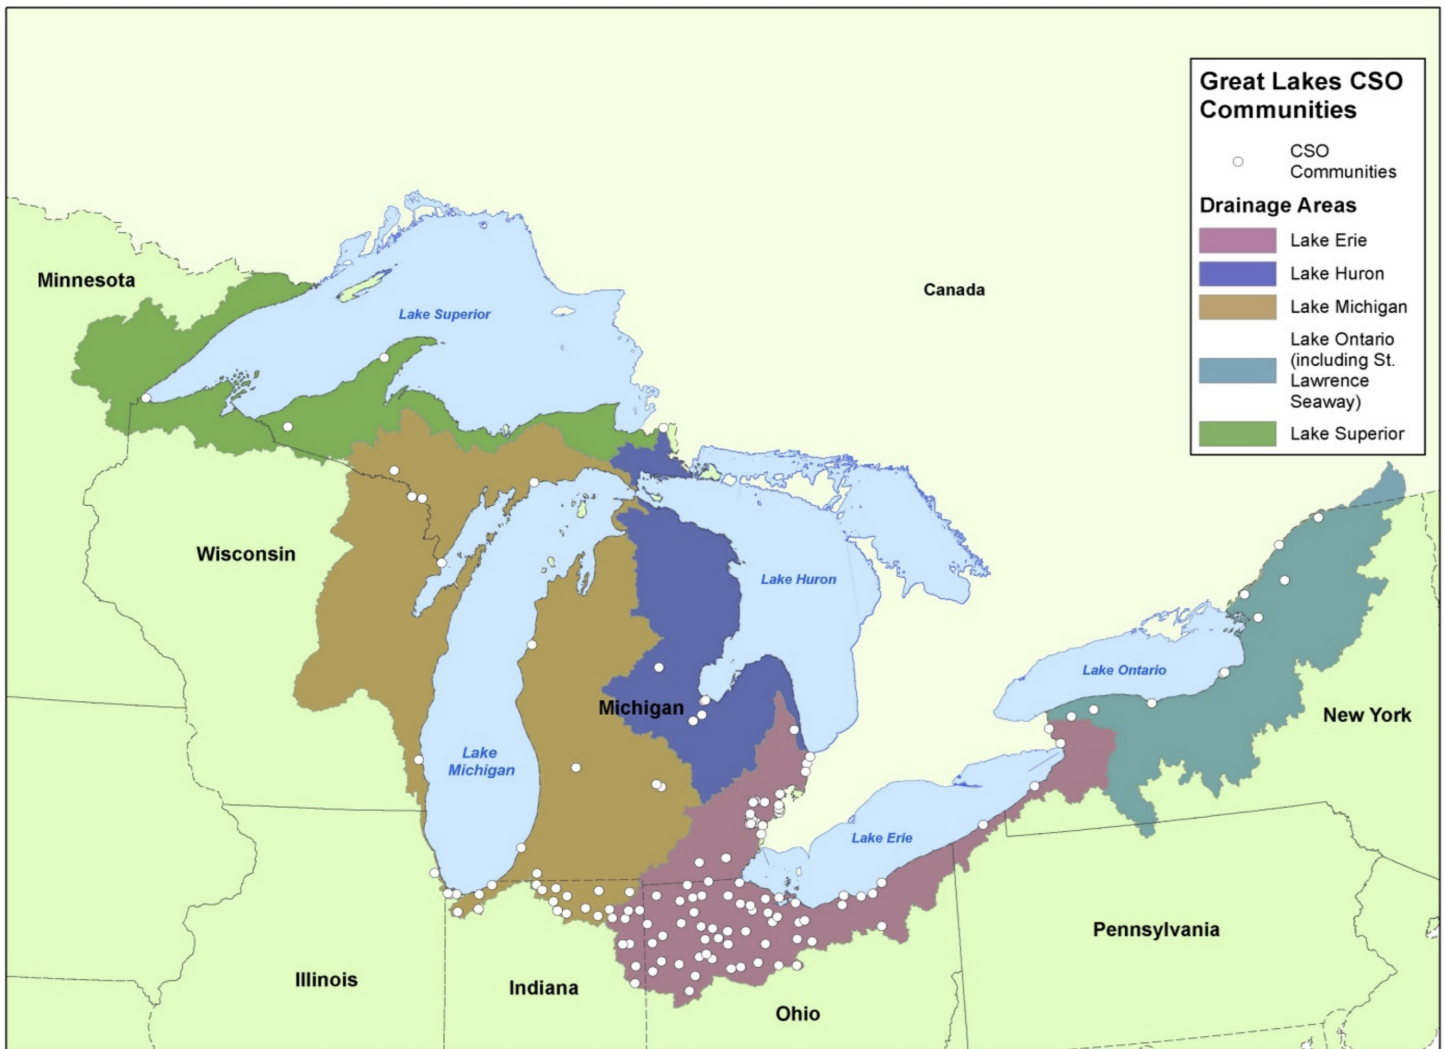 Great Lakes CSO
Communities
CSO
Communities
Drainage Areas
Lake Erie
Lake Huron
Lake Michigan
Lake Ontario
(including St.
Lawrence
Seaway)
Lake Superior
Minnesota
Canada
Lake Superior
Wisconsin
Lake Huron
Lake Ontario
Michigan
New York
Lake
Michigan
Lake Erie
Pennsylvania
Illinois
Indiana
Ohio